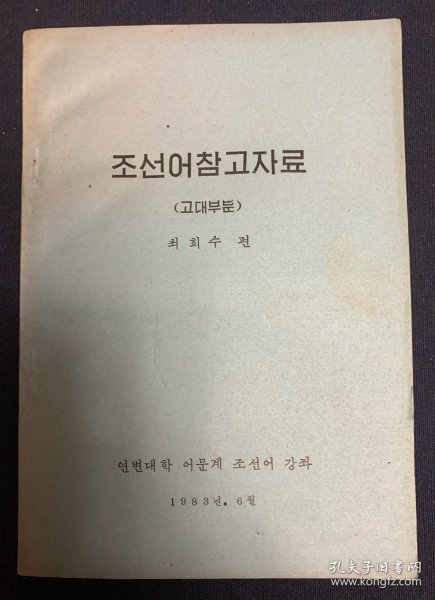 조선어참고자료
(고대부분)
최희수 편
연변대학 어문계 조선어 강좌
1983년. 6월
孔夫子旧书网
www.kongfz.com